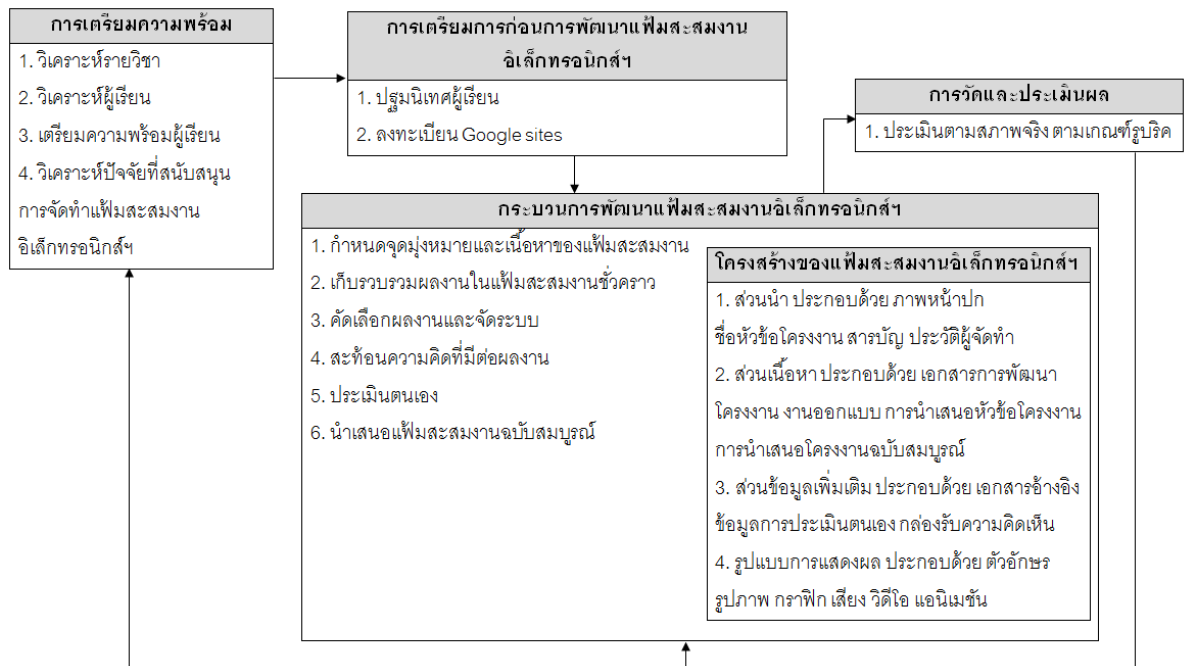 การเตรียมความพร้อม
1. วิเคราะห์รายวิชา
2. วิเคราะห์ผู้เรียน
3. เตรียมความพร้อมผู้เรียน
4. วิเคราะห์ปัจจัยที่สนับสนุน
การจัดทำแฟ้มสะสมงาน
อิเล็กทรอนิกส์ฯ
การเตรียมการก่อนการพัฒนาแฟ้มสะสมงาน
อิเล็กทรอนิกส์ฯ
1. ปฐมนิเทศผู้เรียน
2. ลงทะเบียน Google sites
การวัดและประเมินผล
1. ประเมินตามสภาพจริง ตามเกณฑ์รูบริค
กระบวนการพัฒนาแฟ้มสะสมงานอิเล็กทรอนิกส์ฯ
1. กำหนดจุดมุ่งหมายและเนื้อหาของแฟ้มสะสมงาน
2. เก็บรวบรวมผลงานในแฟ้มสะสมงานชั่วคราว
3. คัดเลือกผลงานและจัดระบบ
4. สะท้อนความคิดที่มีต่อผลงาน
5. ประเมินตนเอง
6. นำเสนอแฟ้มสะสมงานฉบับสมบูรณ์
โครงสร้างของแฟ้มสะสมงานอิเล็กทรอนิกส์ฯ
1. ส่วนนำ ประกอบด้วย ภาพหน้าปก
ชื่อหัวข้อโครงงาน สารบัญ ประวัติผู้จัดทำ
2. ส่วนเนื้อหา ประกอบด้วย เอกสารการพัฒนา
โครงงาน งานออกแบบ การนำเสนอหัวข้อโครงงาน
การนำเสนอโครงงานฉบับสมบูรณ์
3. ส่วนข้อมูลเพิ่มเติม ประกอบด้วย เอกสารอ้างอิง
ข้อมูลการประเมินตนเอง กล่องรับความคิดเห็น
4. รูปแบบการแสดงผล ประกอบด้วย ตัวอักษร
รูปภาพ กราฟิก เสียง วิดีโอ แอนิเมชัน